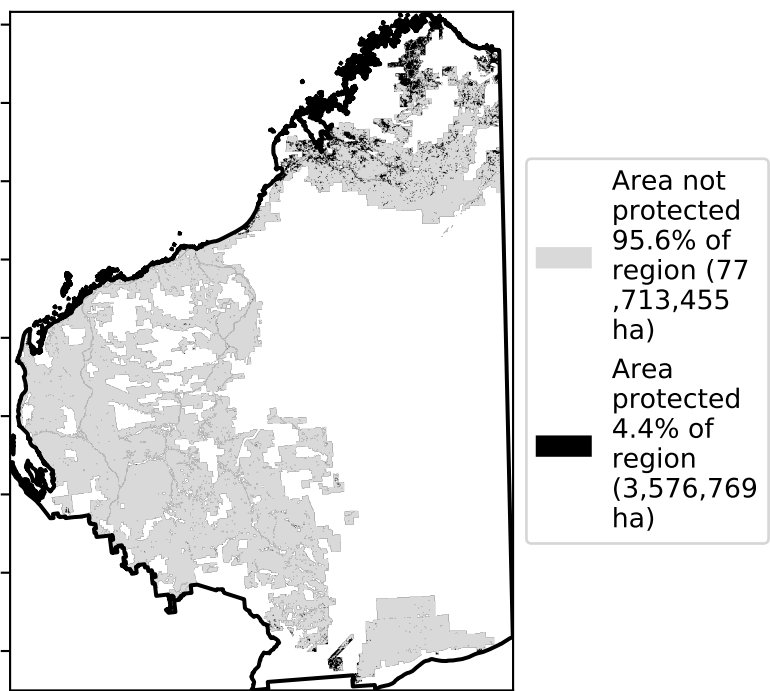 Area not
protected
95.6% of
region (77
,713,455
ha)
Area
protected
4.4% of
region
(3,576,769
ha)